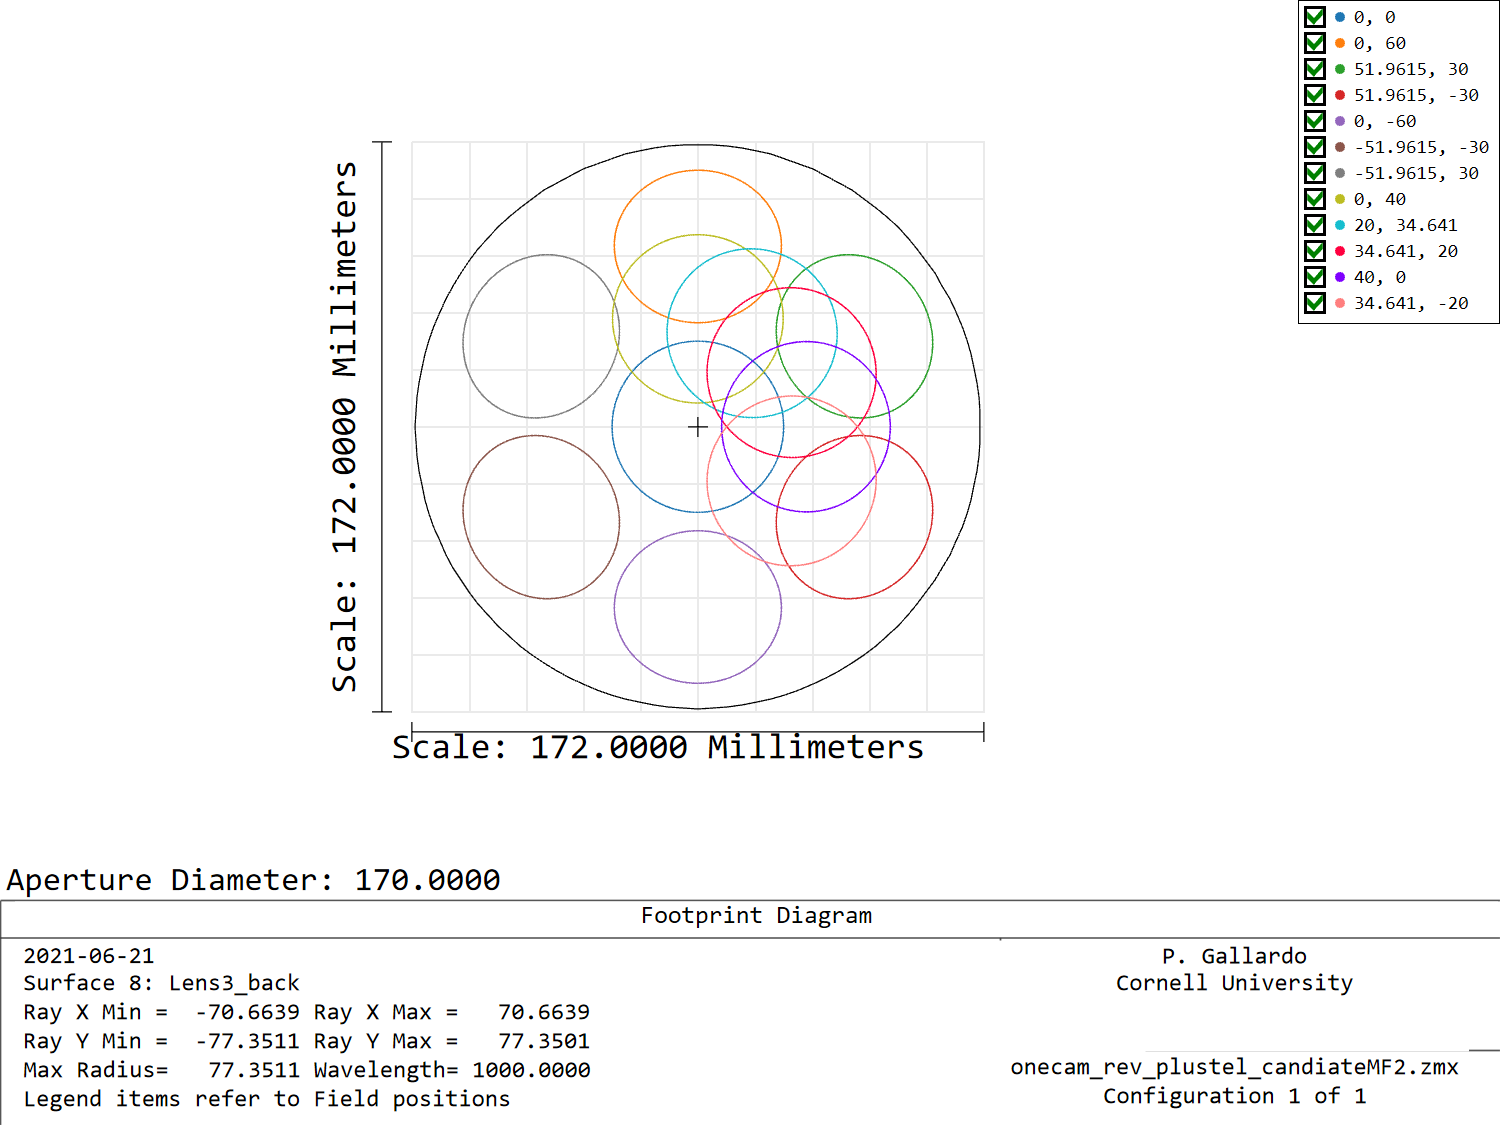 0, 0
0, 60
51.9615, 30
51.9615, -30
0, -60
-51.9615, -30
-51.9615, 30
0, 40
20, 34.641
34.641, 20
40, 0
34.641, -20
Scale: 172.0000 Millimeters
Scale: 172.0000 Millimeters
Aperture Diameter: 170.0000
Footprint Diagram
2021-06-21
Surface 8: Lens3_back
Ray X Min = -70.6639 Ray X Max = 70.6639
Ray Y Min = -77.3511 Ray Y Max = 77.3501
Max Radius= 77.3511 Wavelength= 1000.0000
Legend items refer to Field positions
P. Gallardo
Cornell University
onecam_rev_plustel_candiateMF2.zmx
Configuration 1 of 1